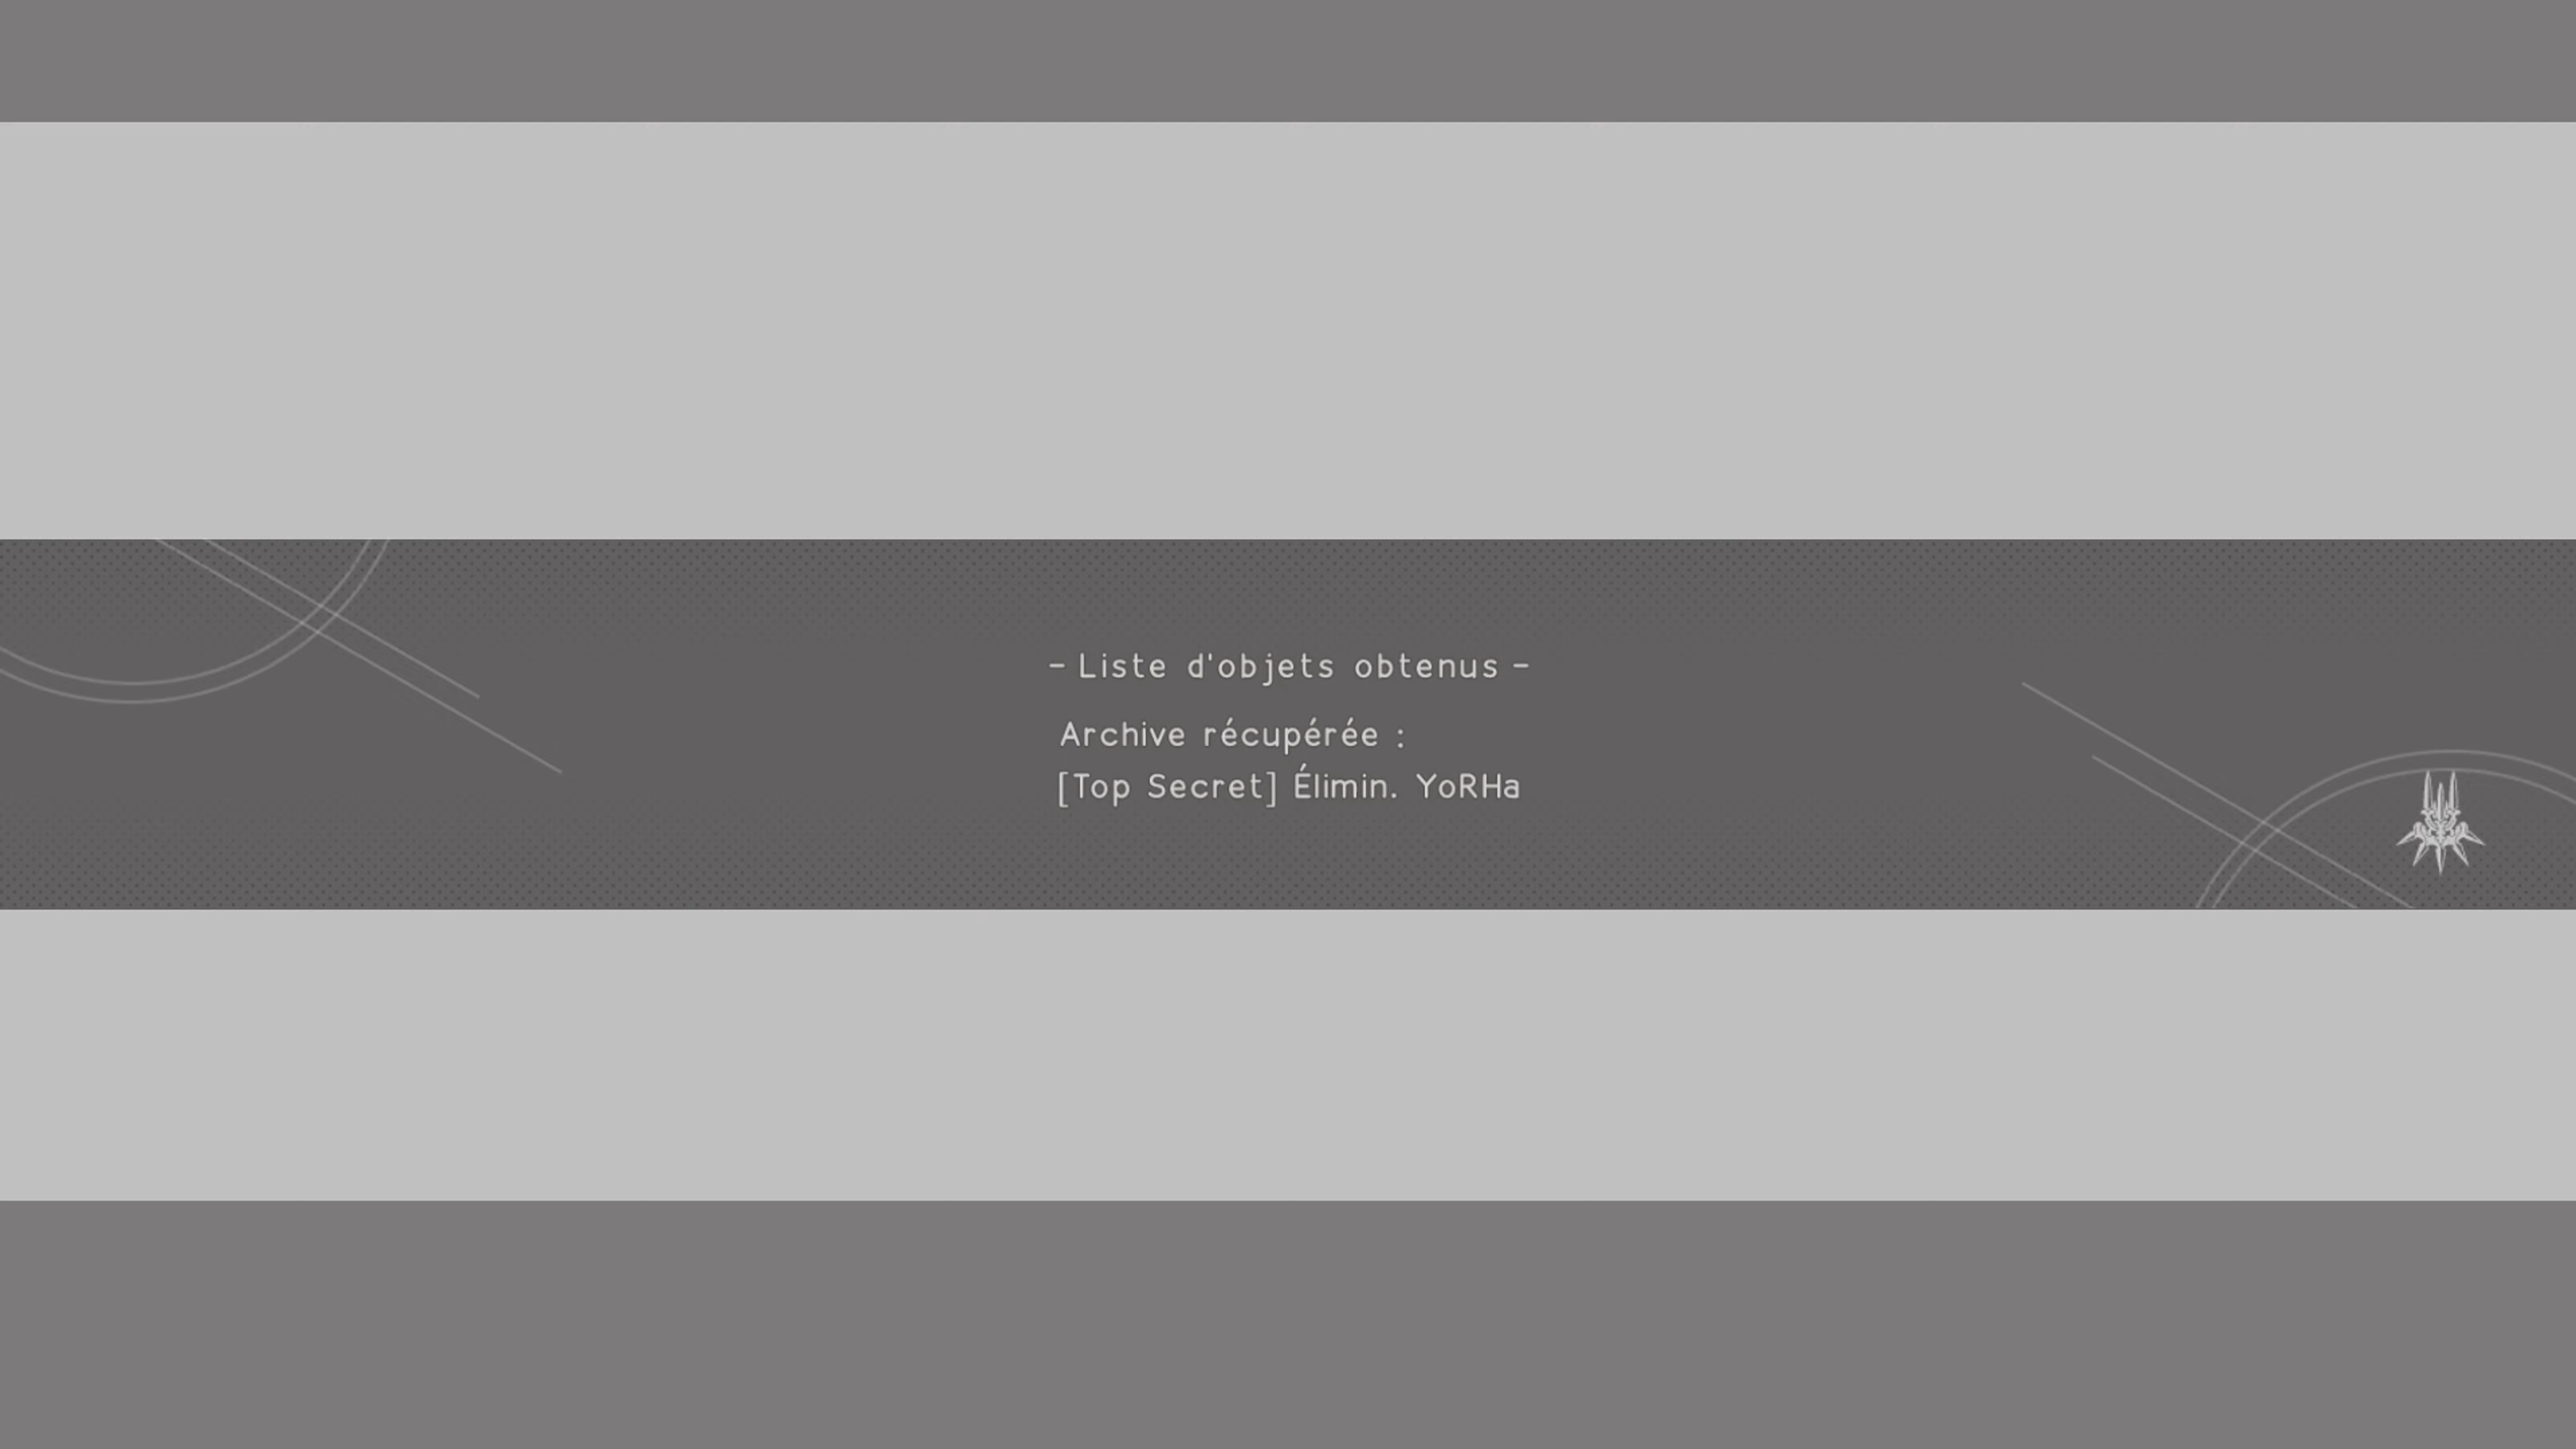 - Liste d'objets obtenus -
Archive récupérée :
[Top Secret] Élimin. YoRHa